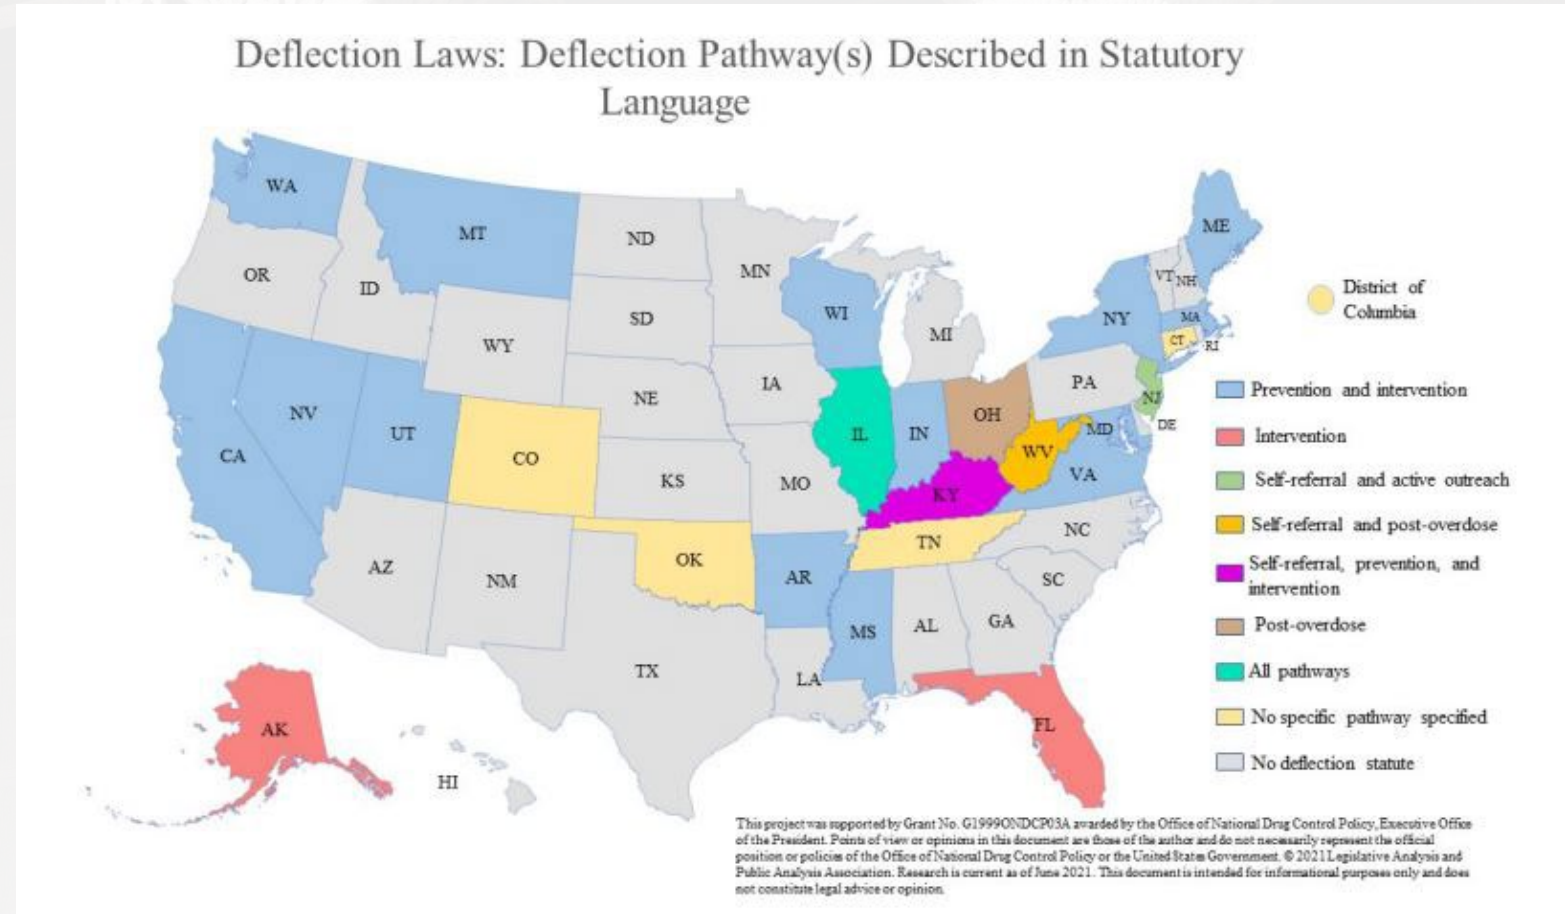 Deflection Laws: Deflection Pathway(s) Described in Statutory
Language
WA
MT
ND
MN
ME
OR
ID
SD
WI
MI
VT
NH
NY
MA
CT
RI
District of
Columbia
WY
NE
IA
PA
NJ
DE
NV
UT
CA
CO
KS
MO
IL
IN
OH
WV
MD
VA
KY
AZ
NM
OK
AR
TN
NC
SC
MS
AL
GA
TX
LA
FL
AK
HI
Prevention and intervention
Intervention
Self-referral and active outreach
Self-referral and post-overdose
Self-referral, prevention, and
intervention
Post-overdose
All pathways
No specific pathway specified
No deflection statute
This project was supported by Grant No. G1999ONDCP03A awarded by the Office of National Drug Control Policy, Executive Office
of the President. Points of view or opinions in this document are those of the author and do not necessarily represent the official
position or policies of the Office of National Drug Control Policy or the United States Government. © 2021 Legislative Analysis and
Public Analysis Association. Research is current as of June 2021. This document is intended for informational purposes only and does
not constitute legal advice or opinion.